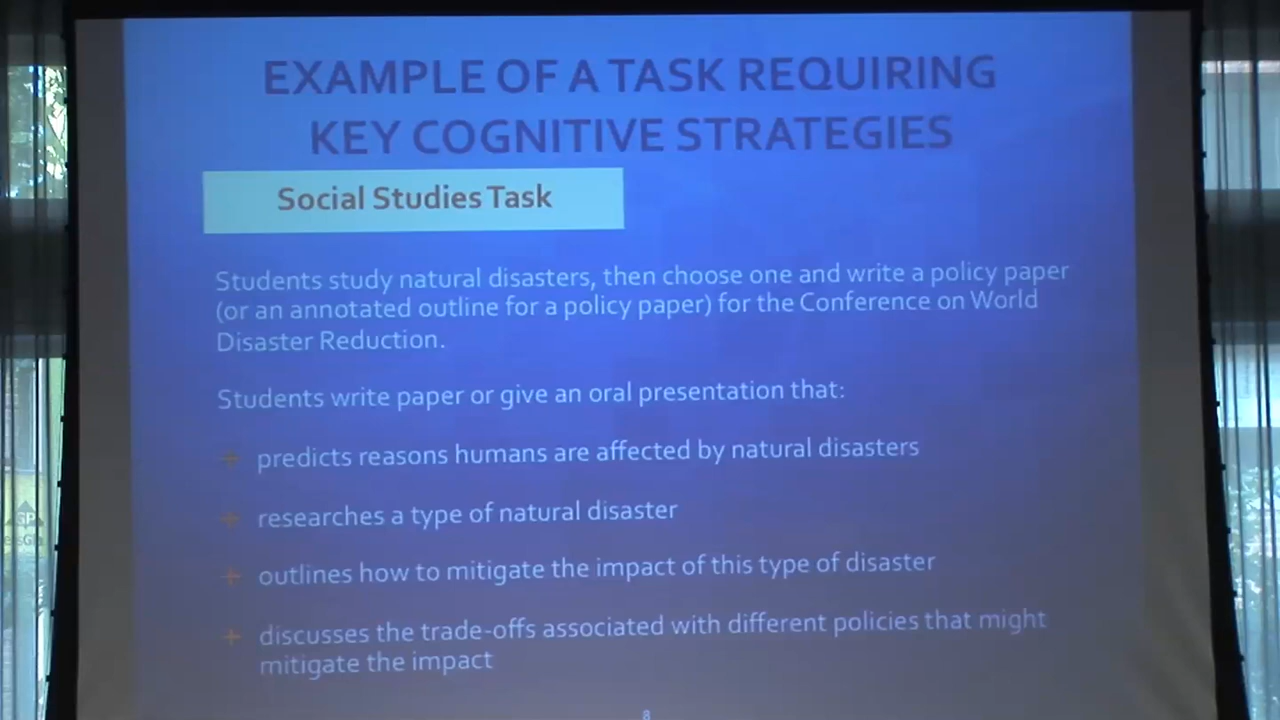 EXAMPLE OF A TASK REQUIRING
KEY COGNITIVE STRATEGIES
Social Studies Task
Students study natural disasters, then choose one and write a policy paper
(or an annotated outline for a policy paper) for the Conference on World
Disaster Reduction.
Students write paper or give an oral presentation that:
+ predicts reasons humans are affected by natural disasters
+ researches a type of natural disaster
+ outlines how to mitigate the impact of this type of disaster
+ discusses the trade-offs associated with different policies that might
mitigate the impact
8